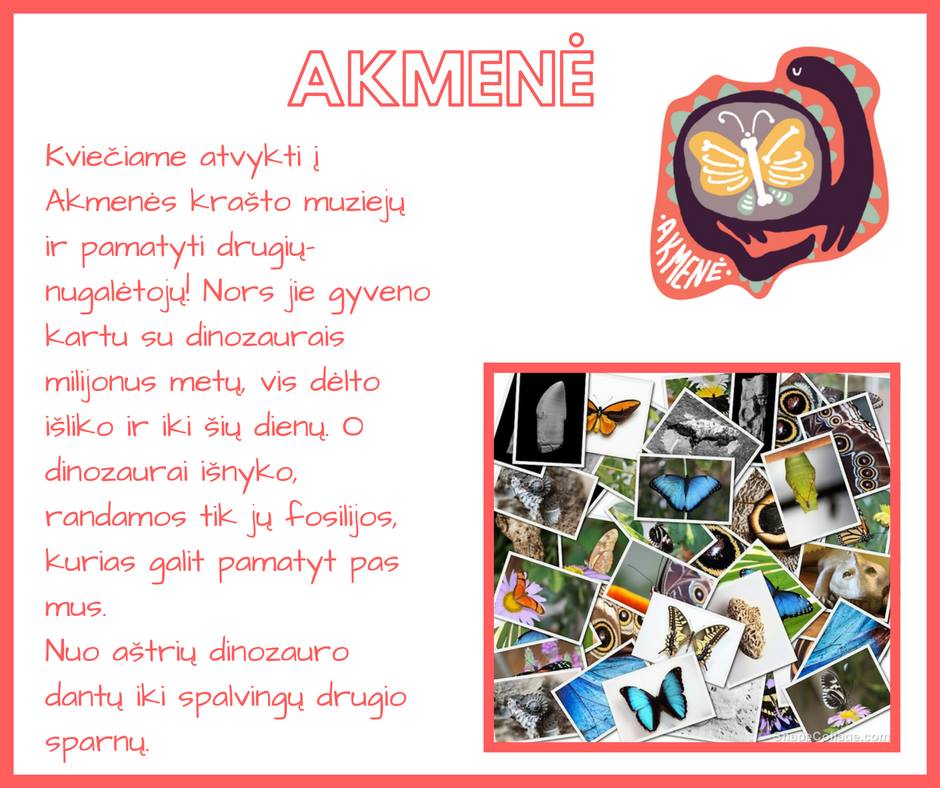 AKMENĖ
Kviečiame atvykti į
Akmenės krašto muziejų
ir pamatyti drugių-
nugalėtojų! Nors jie gyveno
kartu su dinozaurais
milijonus metų, vis dėlto
išliko ir iki šių dienų. O
dinozaurai išnyko,
randamos tik jų fosilijos,
kurias galit pamatyt pas
mus.
Nuo aštrių dinozauro
dantų iki spalvingų drugio
sparnų.
·AKMENĖ·
ShapeCollage.com